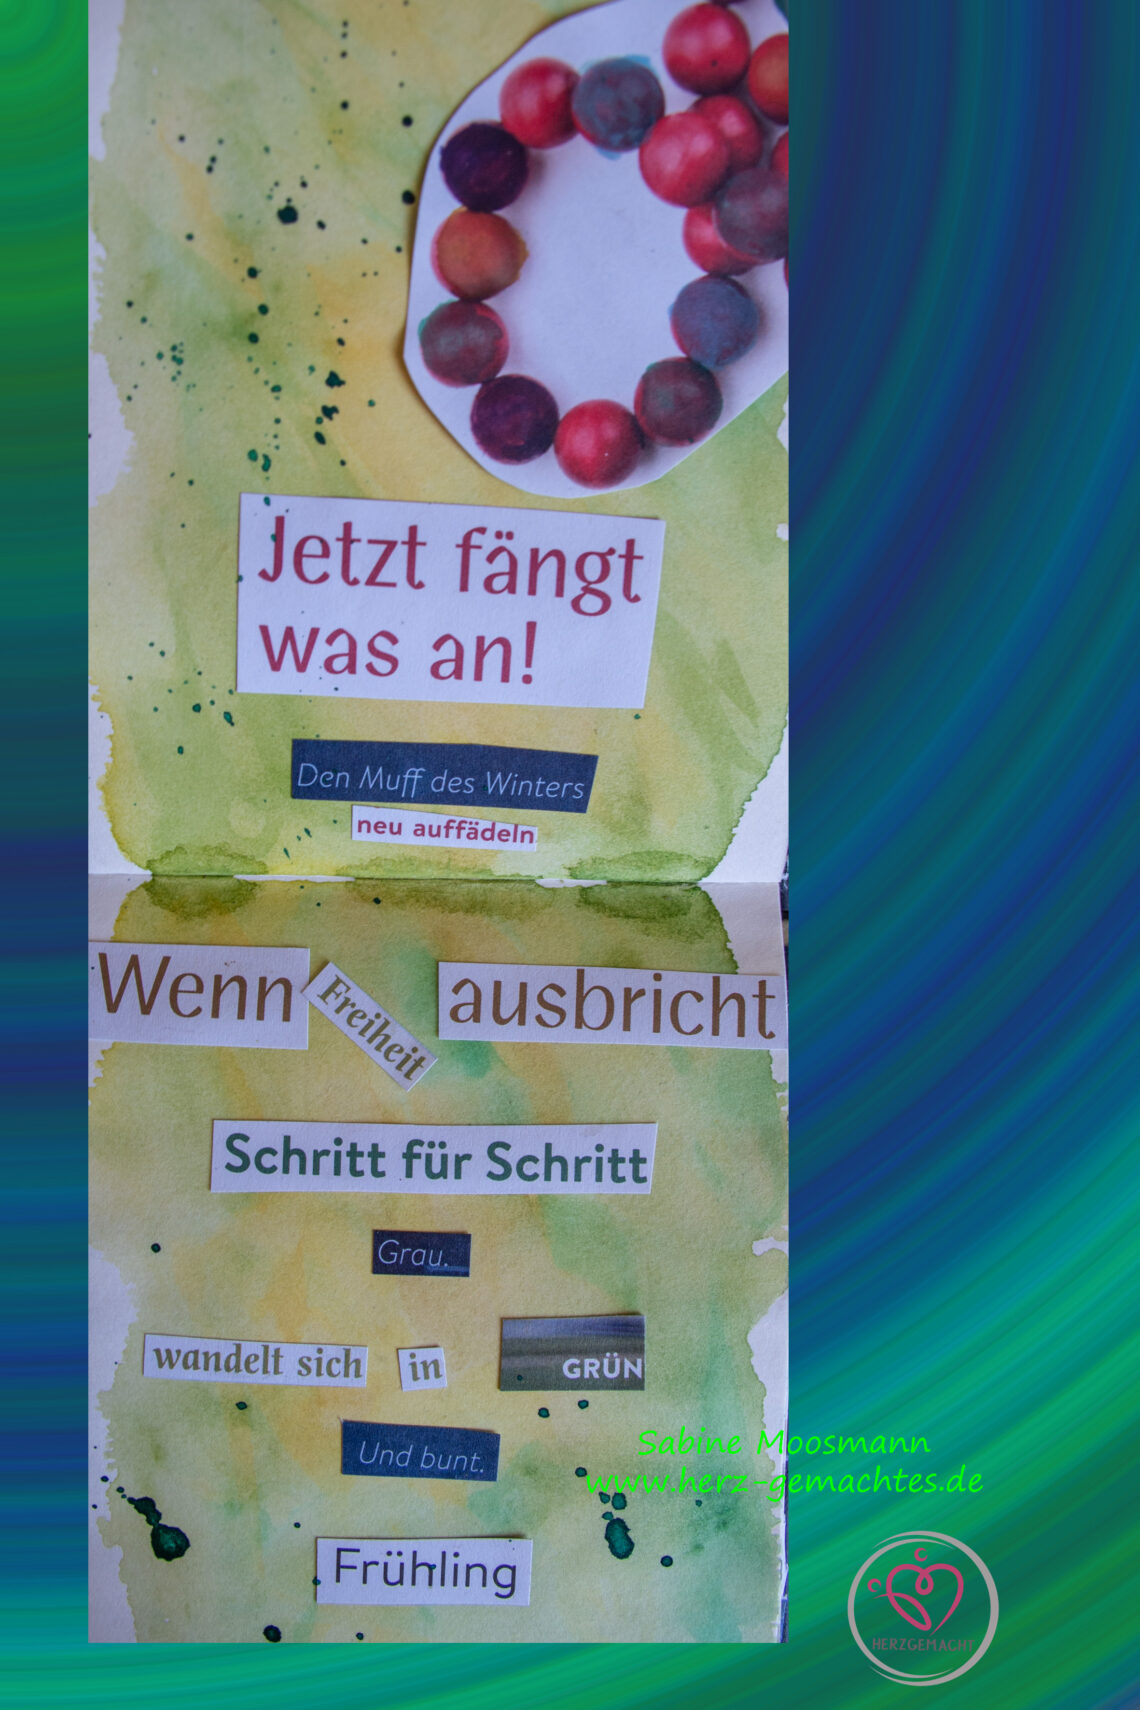 Jetzt fängt
was an!
Den Muff des Winters
neu auffädeln
Wenn Freiheit ausbricht
Schritt für Schritt
Grau.
wandelt sich in GRÜN
Und bunt.
Frühling
Sabine Moosmann
www.herz-gemachtes.de
HERZGEMACHT